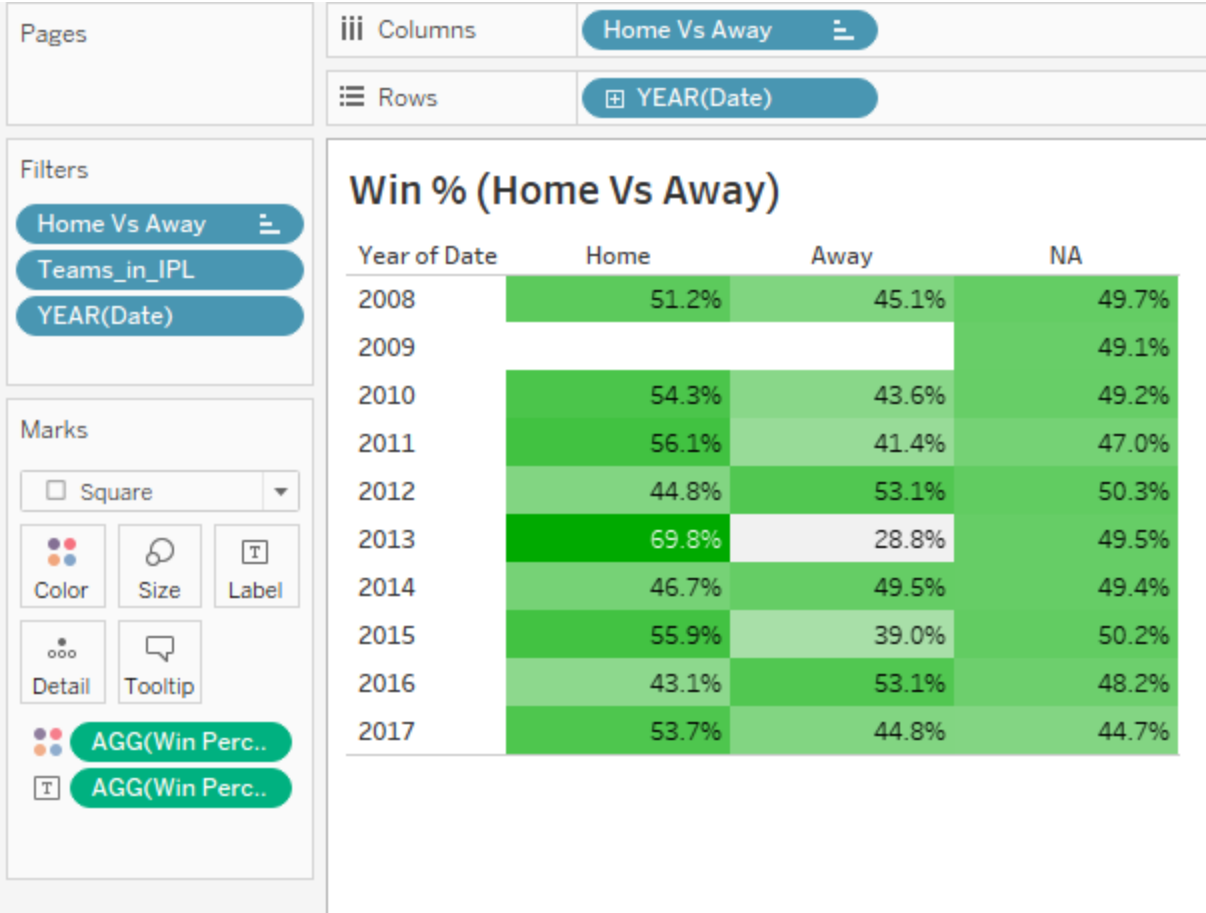 Pages
Columns
Home Vs Away
Rows
YEAR(Date)
Filters
Home Vs Away
Teams_in_IPL
YEAR(Date)
Marks
Square
Color Size Label
Detail Tooltip
AGG(Win Perc..
AGG(Win Perc..
Win % (Home Vs Away)
Year of Date Home Away NA
2008 51.2% 45.1% 49.7%
2009 49.1%
2010 54.3% 43.6% 49.2%
2011 56.1% 41.4% 47.0%
2012 44.8% 53.1% 50.3%
2013 69.8% 28.8% 49.5%
2014 46.7% 49.5% 49.4%
2015 55.9% 39.0% 50.2%
2016 43.1% 53.1% 48.2%
2017 53.7% 44.8% 44.7%